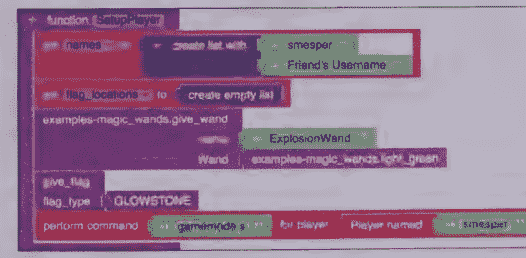 function SetupPlayer
set names to create list with smesper
Friend's Username
set flag_locations to create empty list
examples-magic_wands.give_wand
name ExplosionWand
Wand examples-magic_wands.light_green
give_flag
flag_type GLOWSTONE
perform command "gamemode s" for player Player named "smesper"